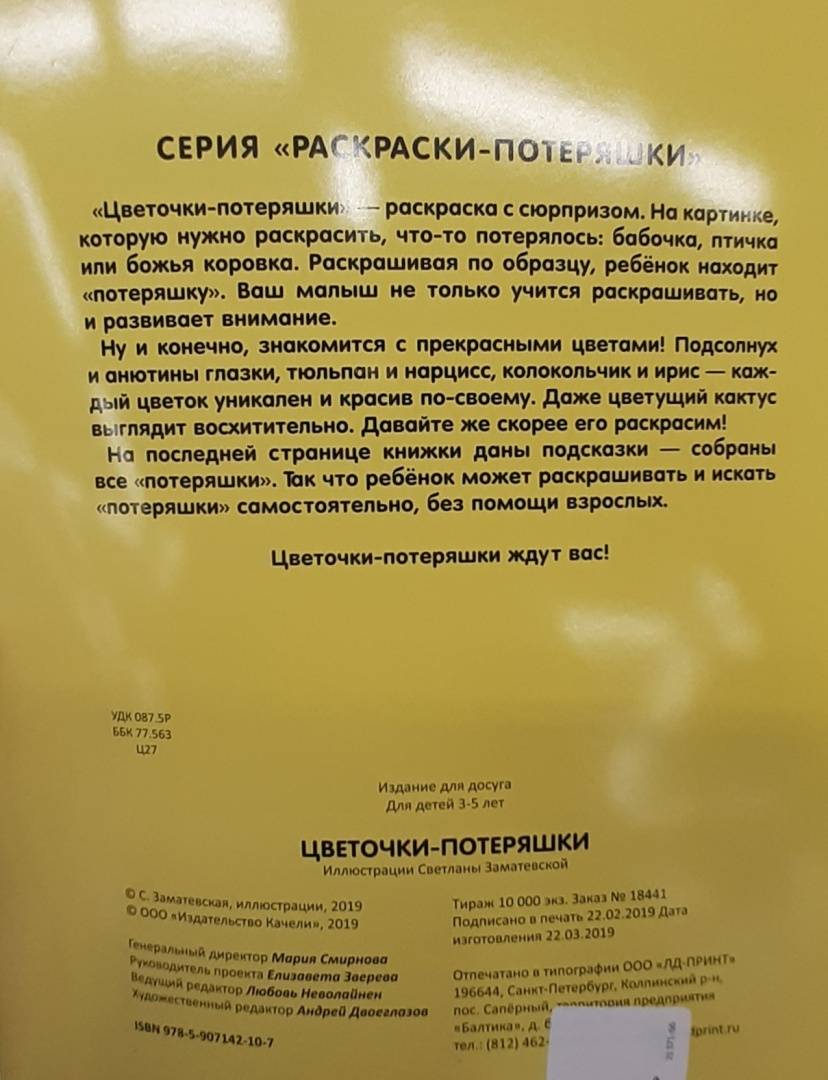 СЕРИЯ «РАСКРАСКИ-ПОТЕРЯШКИ»
«Цветочки-потеряшки» — раскраска с сюрпризом. На картинке,
которую нужно раскрасить, что-то потерялось: бабочка, птичка
или божья коровка. Раскрашивая по образцу, ребёнок находит
«потеряшку». Ваш малыш не только учится раскрашивать, но
и развивает внимание.
Ну и конечно, знакомится с прекрасными цветами! Подсолнух
и анютины глазки, тюльпан и нарцисс, колокольчик и ирис — каж-
дый цветок уникален и красив по-своему. Даже цветущий кактус
выглядит восхитительно. Давайте же скорее его раскрасим!
На последней странице книжки даны подсказки — собраны
все «потеряшки». Так что ребёнок может раскрашивать и искать
«потеряшки» самостоятельно, без помощи взрослых.
Цветочки-потеряшки ждут вас!
УДК 087.5Р
ББК 77.563
Ц27
Издание для досуга
Для детей 3-5 лет
ЦВЕТОЧКИ-ПОТЕРЯШКИ
Иллюстрации Светланы Заматевской
© С. Заматевская, иллюстрации, 2019
© ООО «Издательство Качели», 2019
Генеральный директор Мария Смирнова
Руководитель проекта Елизавета Зверева
Ведущий редактор Любовь Неволайнен
Художественный редактор Андрей Двоеглазов
ISBN 978-5-907142-10-7
Тираж 10 000 экз. Заказ № 18441
Подписано в печать 22.02.2019 Дата
изготовления 22.03.2019
Отпечатано в типографии ООО «ЛД-ПРИНТ»
196644, Санкт-Петербург, Колпинский р-н,
пос. Сапёрный, территория предприятия
«Балтика», д. 6
тел.: (812) 462- dprint.ru